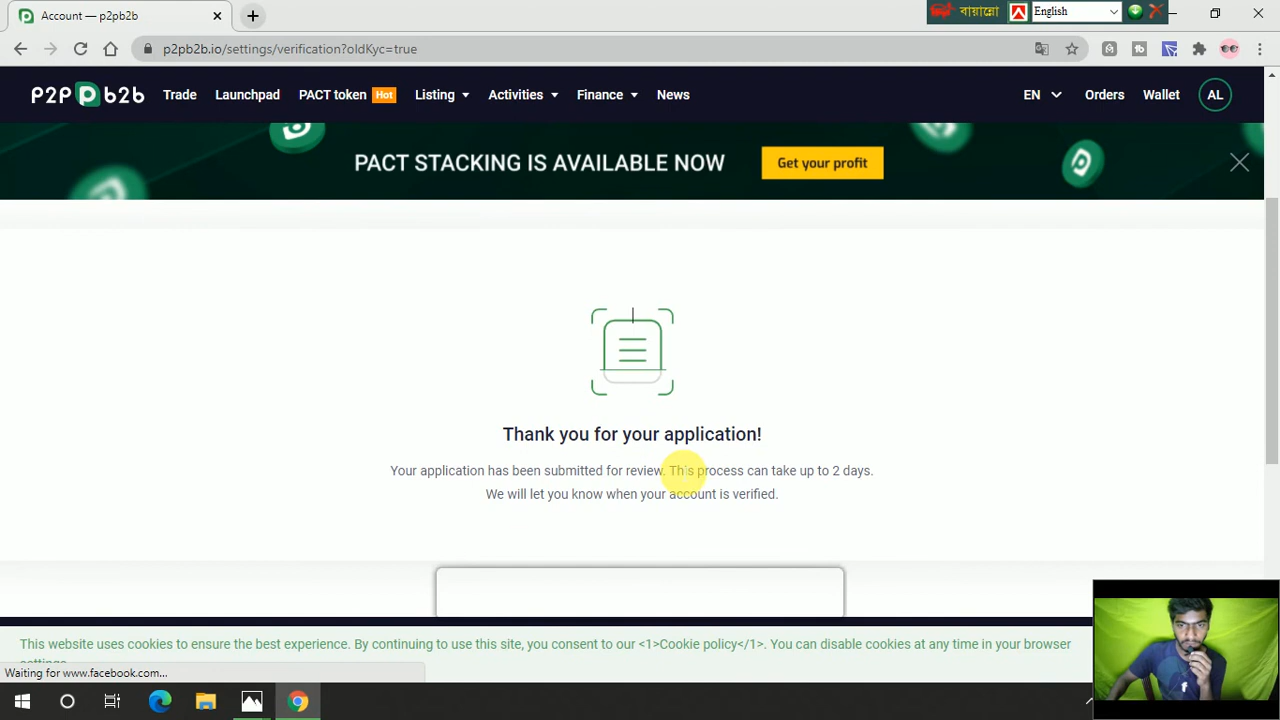 Account — p2pb2b
বায়ান্নো
English
p2pb2b.io/settings/verification?oldKyc=true
P2P b2b Trade Launchpad PACT token Hot Listing Activities Finance News EN Orders Wallet AL
PACT STACKING IS AVAILABLE NOW Get your profit
Thank you for your application!
Your application has been submitted for review. This process can take up to 2 days.
We will let you know when your account is verified.
This website uses cookies to ensure the best experience. By continuing to use this site, you consent to our <1>Cookie policy</1>. You can disable cookies at any time in your browser
settings.
Waiting for www.facebook.com...